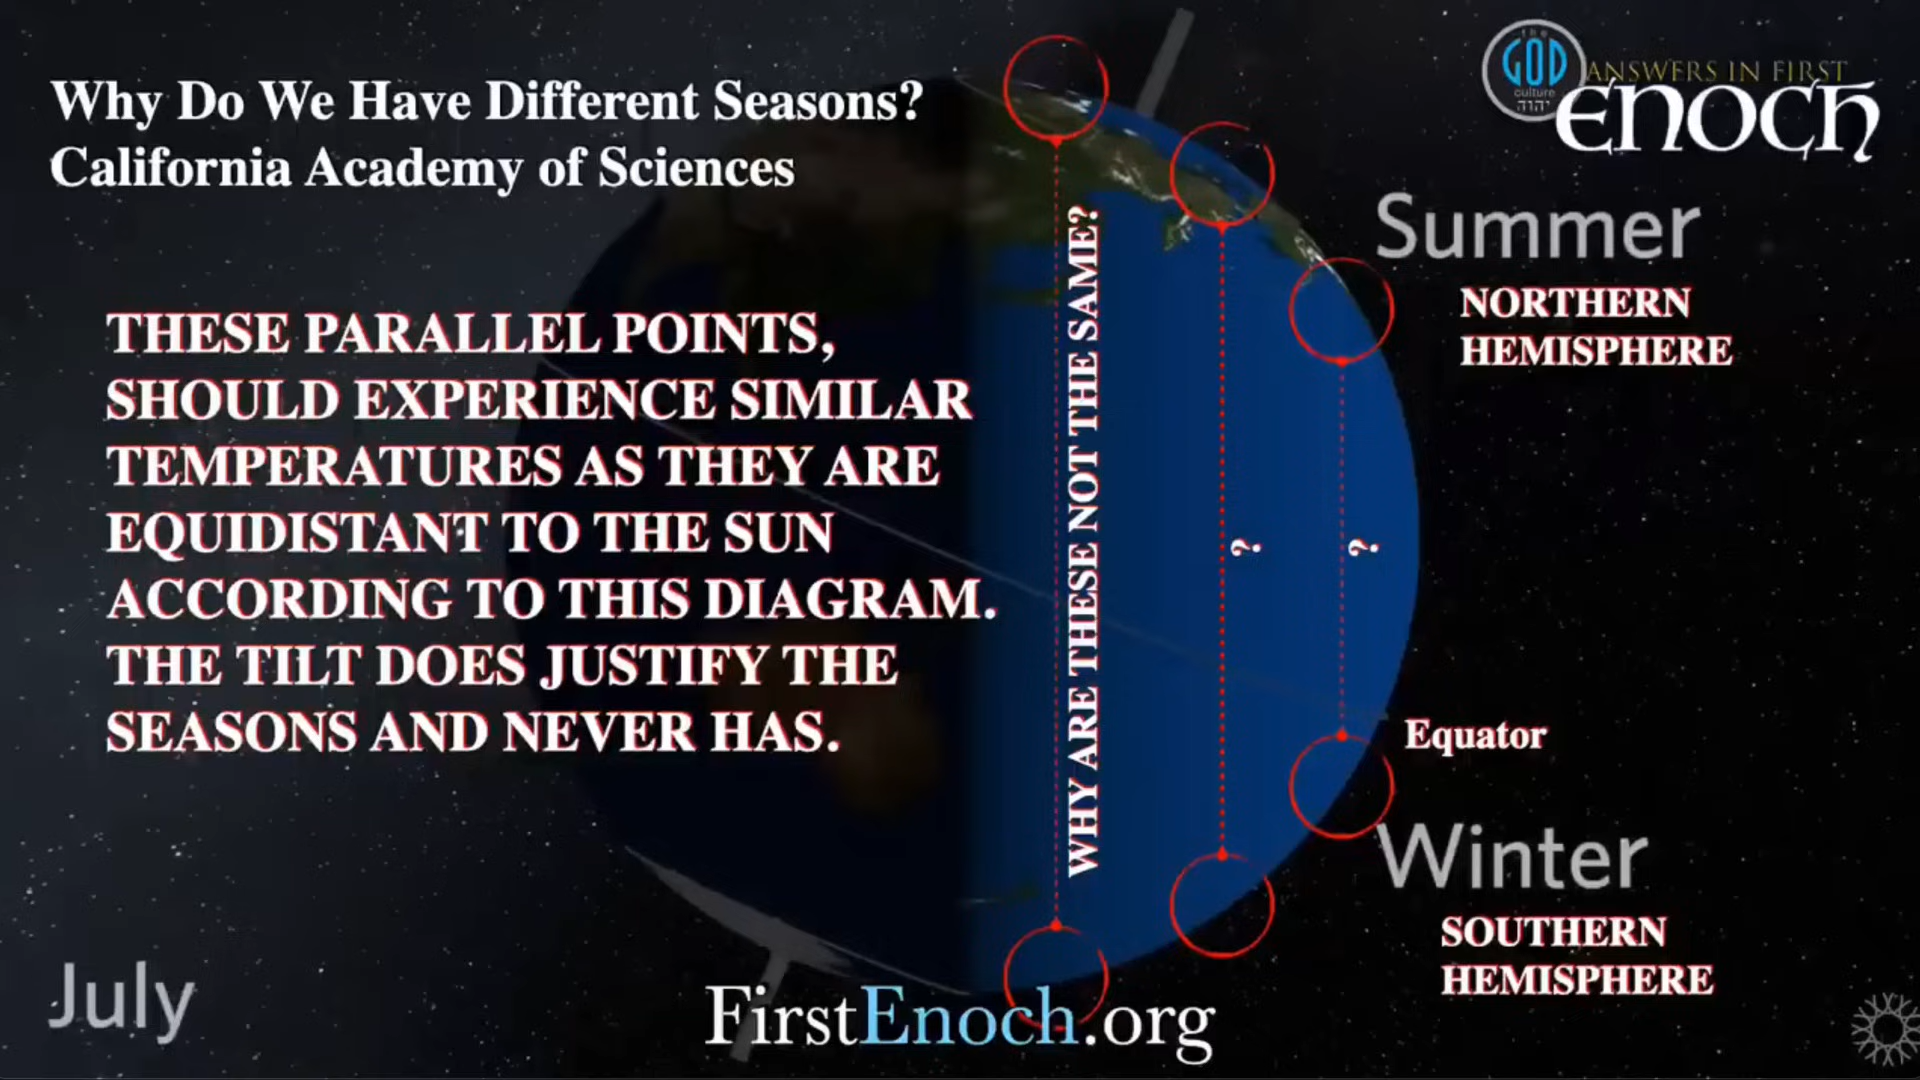 Why Do We Have Different Seasons?
California Academy of Sciences
the
GOD
culture
יהוה
ANSWERS IN FIRST
ENOCH
Summer
NORTHERN
HEMISPHERE
THESE PARALLEL POINTS,
SHOULD EXPERIENCE SIMILAR
TEMPERATURES AS THEY ARE
EQUIDISTANT TO THE SUN
ACCORDING TO THIS DIAGRAM.
THE TILT DOES JUSTIFY THE
SEASONS AND NEVER HAS.
WHY ARE THESE NOT THE SAME?
?
?
Equator
Winter
SOUTHERN
HEMISPHERE
July
FirstEnoch.org